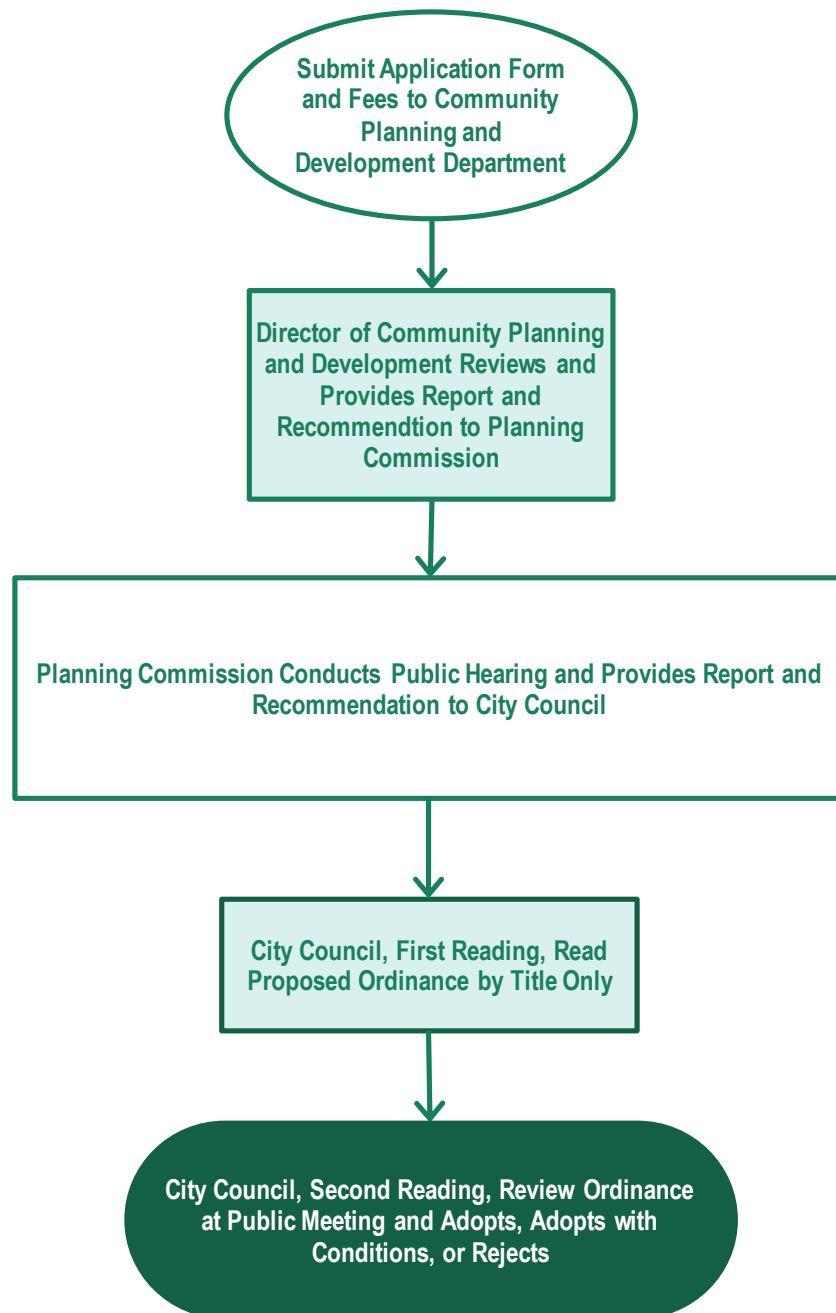 Submit Application Form
and Fees to Community
Planning and
Development Department
Director of Community Planning
and Development Reviews and
Provides Report and
Recommendtion to Planning
Commission
Planning Commission Conducts Public Hearing and Provides Report and
Recommendation to City Council
City Council, First Reading, Read
Proposed Ordinance by Title Only
City Council, Second Reading, Review Ordinance
at Public Meeting and Adopts, Adopts with
Conditions, or Rejects